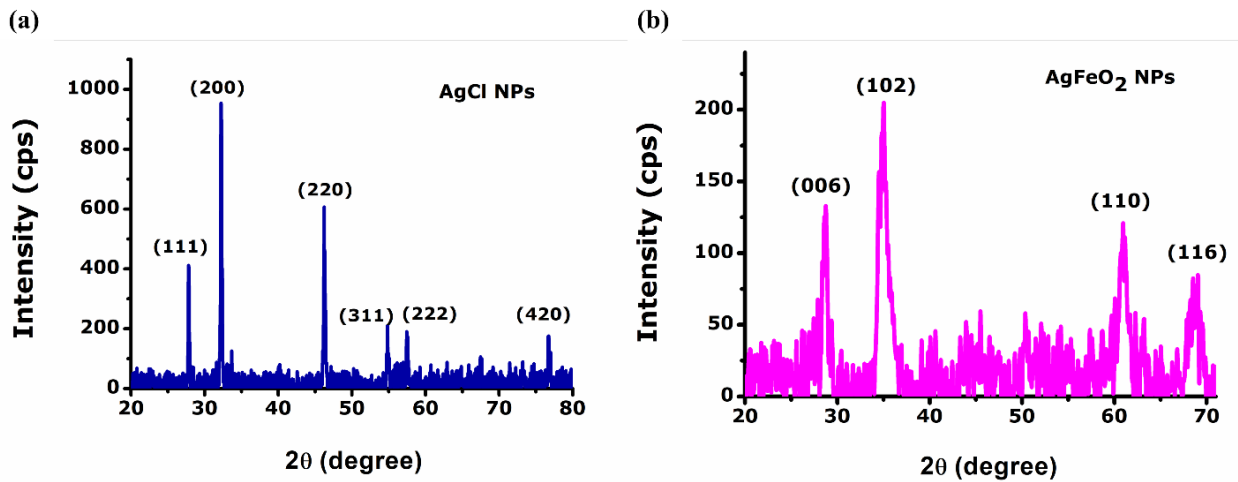 (a)
AgCl NPs
Intensity (cps)
1000
800
600
400
200
0
(111)
(200)
(220)
(311)
(222)
(420)
20 30 40 50 60 70 80
2θ (degree)
(b)
AgFeO2 NPs
Intensity (cps)
200
150
100
50
0
(006)
(102)
(110)
(116)
20 30 40 50 60 70
2θ (degree)